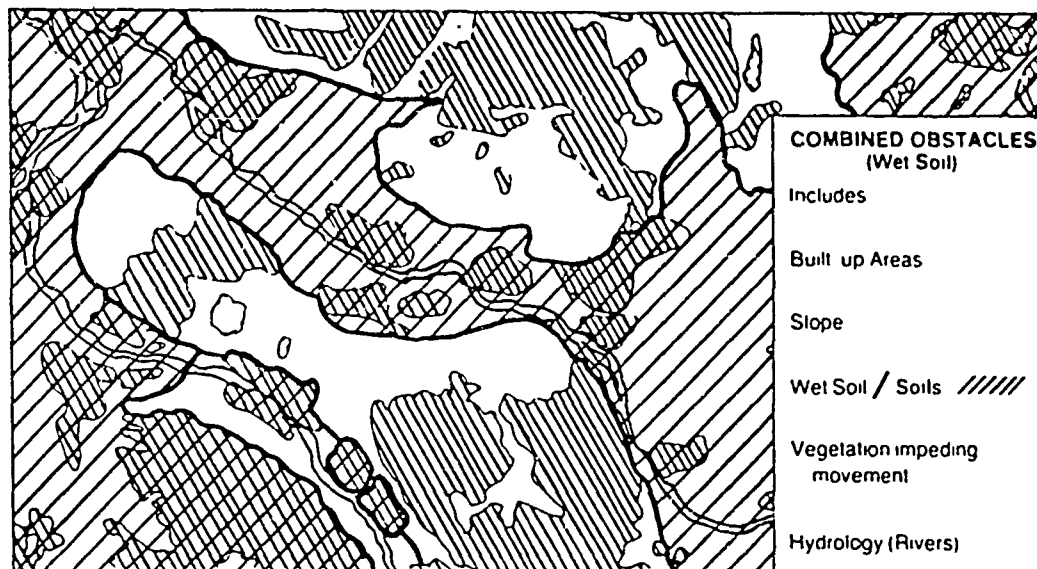 COMBINED OBSTACLES
(Wet Soil)
Includes
Built up Areas
Slope
Wet Soil / Soils //////
Vegetation impeding
movement
Hydrology (Rivers)